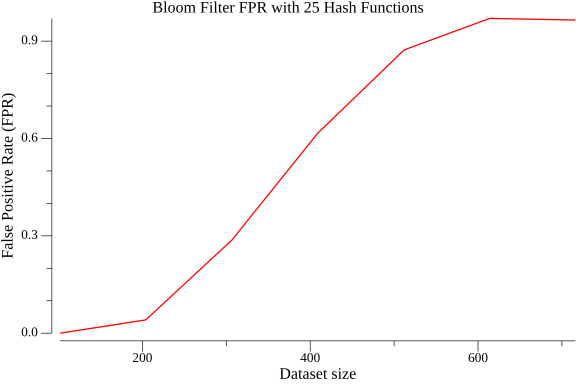 Bloom Filter FPR with 25 Hash Functions
False Positive Rate (FPR)
0.9
0.6
0.3
0.0
200 400 600
Dataset size